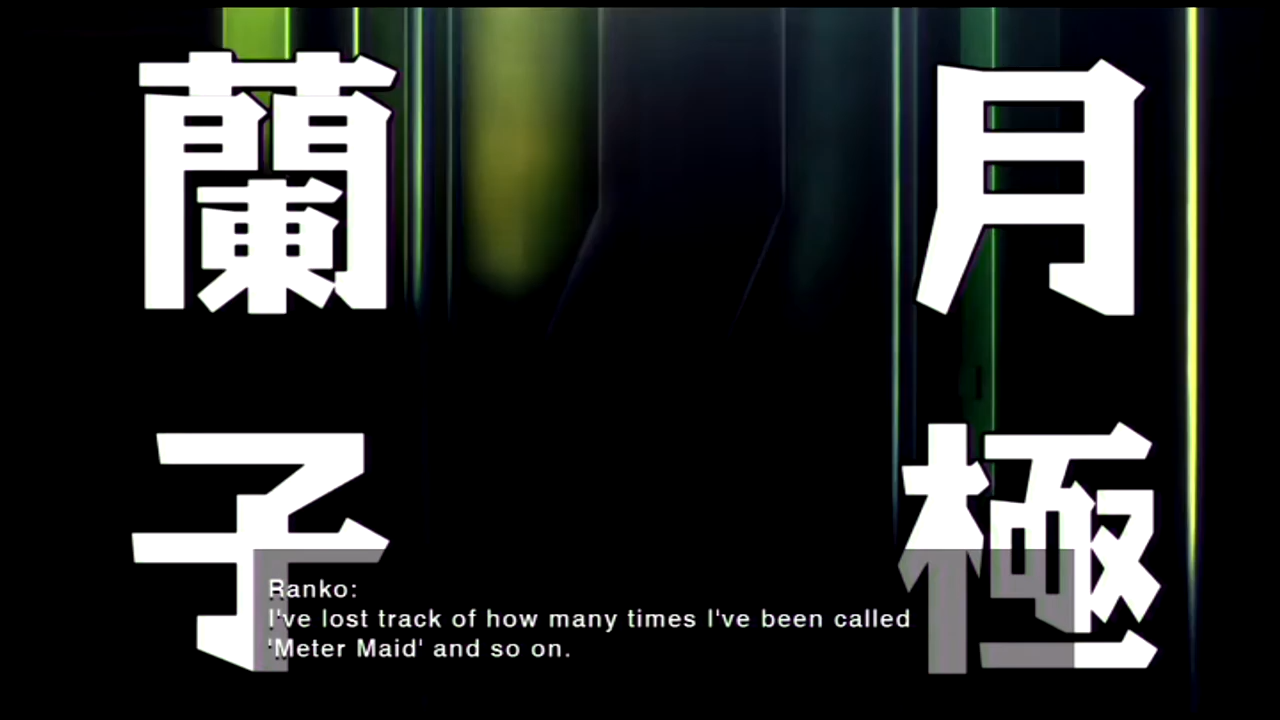 月極
蘭子
Ranko:
I've lost track of how many times I've been called
'Meter Maid' and so on.